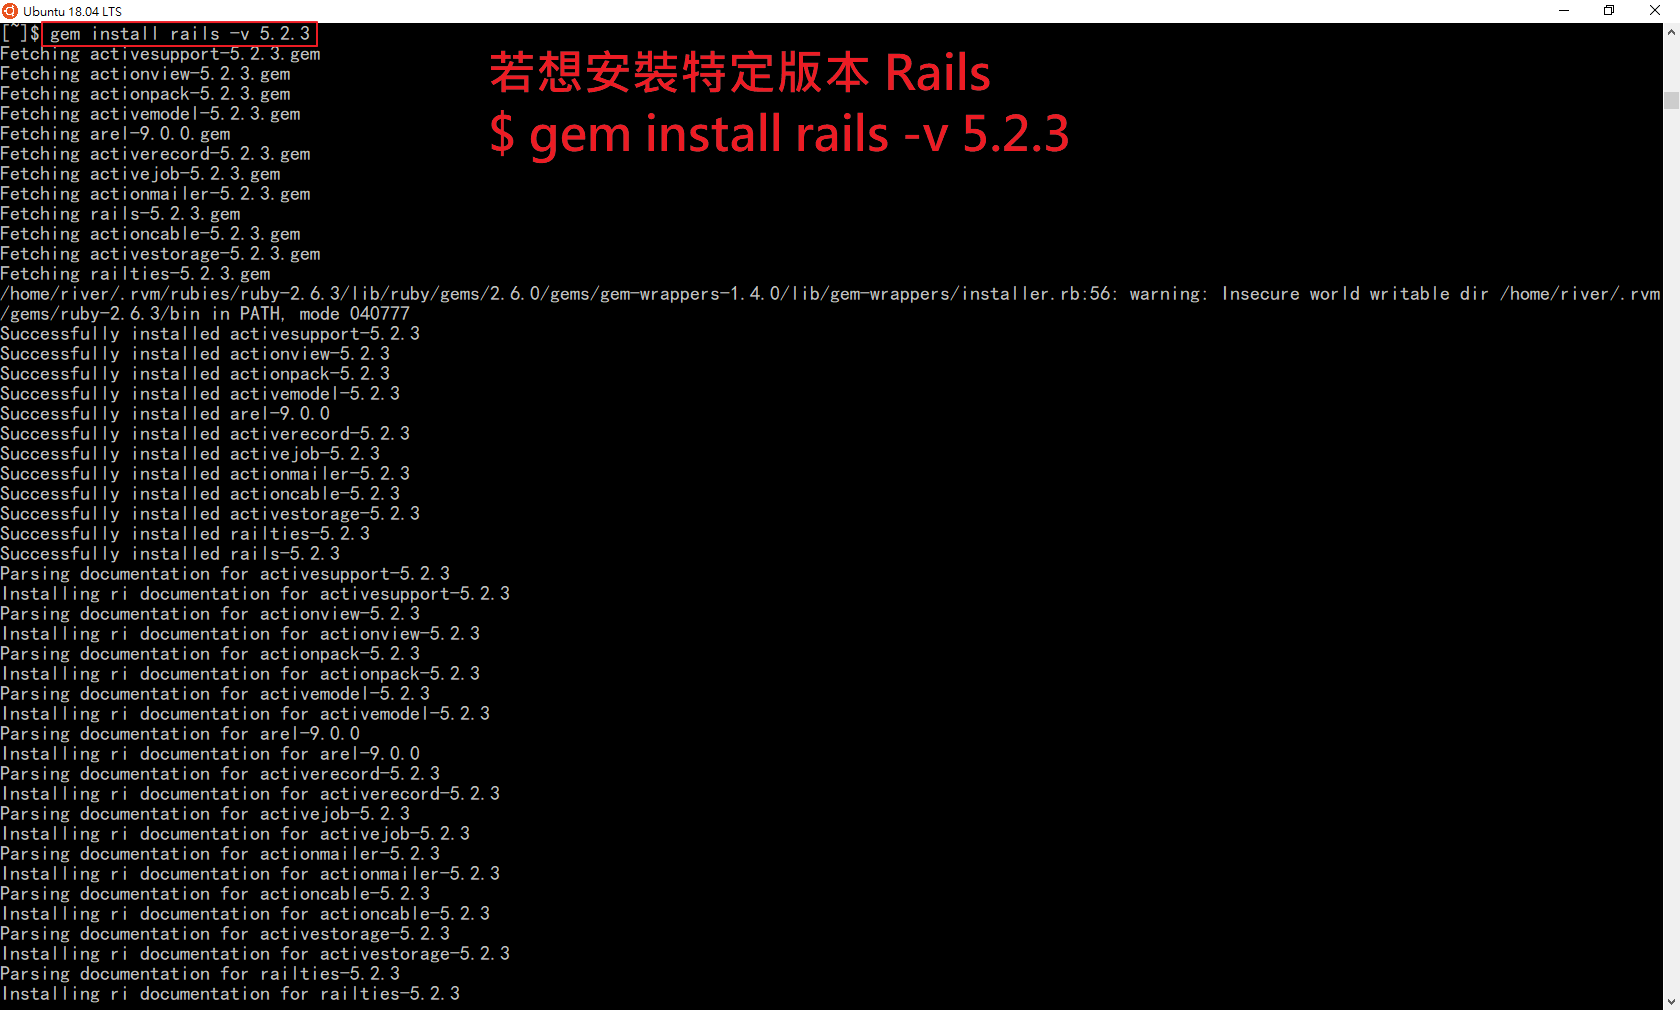 Ubuntu 18.04 LTS
[~]$ gem install rails -v 5.2.3
若想安裝特定版本 Rails
$ gem install rails -v 5.2.3
Fetching activesupport-5.2.3.gem
Fetching actionview-5.2.3.gem
Fetching actionpack-5.2.3.gem
Fetching activemodel-5.2.3.gem
Fetching arel-9.0.0.gem
Fetching activerecord-5.2.3.gem
Fetching activejob-5.2.3.gem
Fetching actionmailer-5.2.3.gem
Fetching rails-5.2.3.gem
Fetching actioncable-5.2.3.gem
Fetching activestorage-5.2.3.gem
Fetching railties-5.2.3.gem
/home/river/.rvm/rubies/ruby-2.6.3/lib/ruby/gems/2.6.0/gems/gem-wrappers-1.4.0/lib/gem-wrappers/installer.rb:56: warning: Insecure world writable dir /home/river/.rvm
/gems/ruby-2.6.3/bin in PATH, mode 040777
Successfully installed activesupport-5.2.3
Successfully installed actionview-5.2.3
Successfully installed actionpack-5.2.3
Successfully installed activemodel-5.2.3
Successfully installed arel-9.0.0
Successfully installed activerecord-5.2.3
Successfully installed activejob-5.2.3
Successfully installed actionmailer-5.2.3
Successfully installed actioncable-5.2.3
Successfully installed activestorage-5.2.3
Successfully installed railties-5.2.3
Successfully installed rails-5.2.3
Parsing documentation for activesupport-5.2.3
Installing ri documentation for activesupport-5.2.3
Parsing documentation for actionview-5.2.3
Installing ri documentation for actionview-5.2.3
Parsing documentation for actionpack-5.2.3
Installing ri documentation for actionpack-5.2.3
Parsing documentation for activemodel-5.2.3
Installing ri documentation for activemodel-5.2.3
Parsing documentation for arel-9.0.0
Installing ri documentation for arel-9.0.0
Parsing documentation for activerecord-5.2.3
Installing ri documentation for activerecord-5.2.3
Parsing documentation for activejob-5.2.3
Installing ri documentation for activejob-5.2.3
Parsing documentation for actionmailer-5.2.3
Installing ri documentation for actionmailer-5.2.3
Parsing documentation for actioncable-5.2.3
Installing ri documentation for actioncable-5.2.3
Parsing documentation for activestorage-5.2.3
Installing ri documentation for activestorage-5.2.3
Parsing documentation for railties-5.2.3
Installing ri documentation for railties-5.2.3